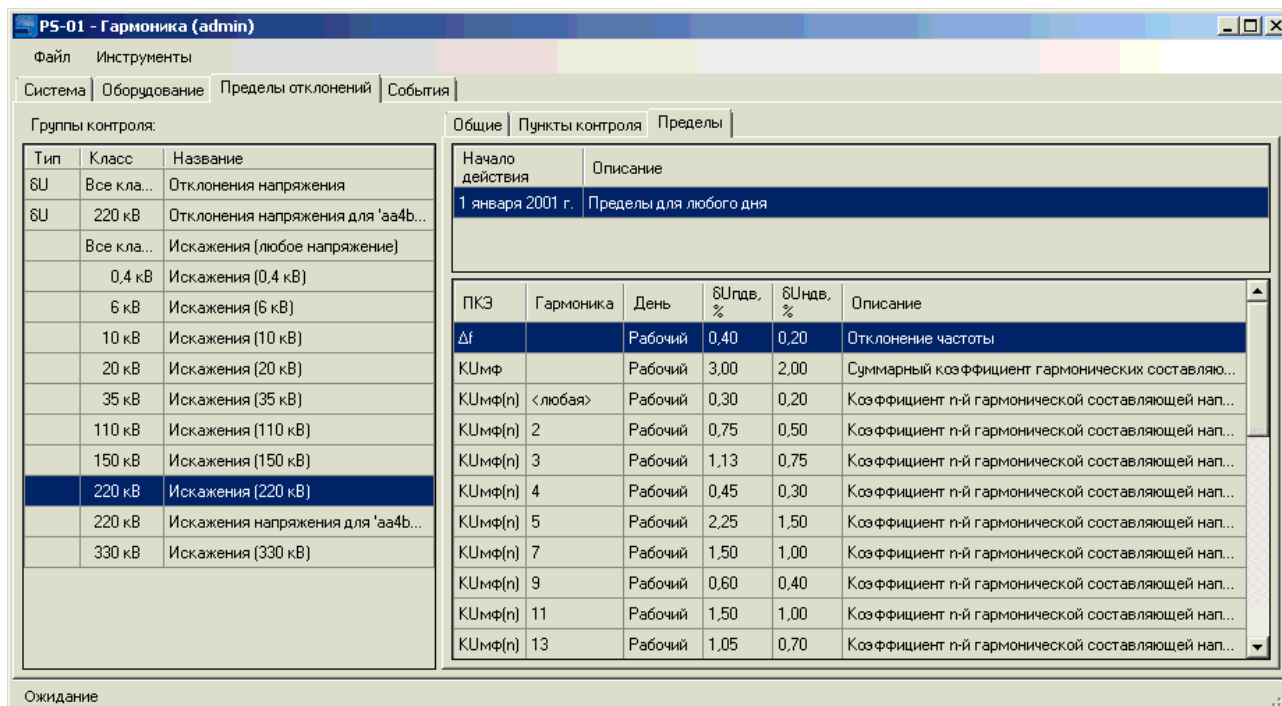 PS-01 - Гармоника (admin)
Файл Инструменты
Система Оборудование Пределы отклонений События
Группы контроля:
Тип Класс Название
δU Все кла... Отклонения напряжения
δU 220 кВ Отклонения напряжения для 'aa4b...
Все кла... Искажения (любое напряжение)
0,4 кВ Искажения (0,4 кВ)
6 кВ Искажения (6 кВ)
10 кВ Искажения (10 кВ)
20 кВ Искажения (20 кВ)
35 кВ Искажения (35 кВ)
110 кВ Искажения (110 кВ)
150 кВ Искажения (150 кВ)
220 кВ Искажения (220 кВ)
220 кВ Искажения напряжения для 'aa4b...
330 кВ Искажения (330 кВ)
Общие Пункты контроля Пределы
Начало
действия Описание
1 января 2001 г. Пределы для любого дня
ПКЭ Гармоника День δUпдв, % δUндв, % Описание
Δf Рабочий 0,40 0,20 Отклонение частоты
KUмф Рабочий 3,00 2,00 Суммарный коэффициент гармонических составляю...
KUмф(n) <любая> Рабочий 0,30 0,20 Коэффициент n-й гармонической составляющей нап...
KUмф(n) 2 Рабочий 0,75 0,50 Коэффициент n-й гармонической составляющей нап...
KUмф(n) 3 Рабочий 1,13 0,75 Коэффициент n-й гармонической составляющей нап...
KUмф(n) 4 Рабочий 0,45 0,30 Коэффициент n-й гармонической составляющей нап...
KUмф(n) 5 Рабочий 2,25 1,50 Коэффициент n-й гармонической составляющей нап...
KUмф(n) 7 Рабочий 1,50 1,00 Коэффициент n-й гармонической составляющей нап...
KUмф(n) 9 Рабочий 0,60 0,40 Коэффициент n-й гармонической составляющей нап...
KUмф(n) 11 Рабочий 1,50 1,00 Коэффициент n-й гармонической составляющей нап...
KUмф(n) 13 Рабочий 1,05 0,70 Коэффициент n-й гармонической составляющей нап...
Ожидание